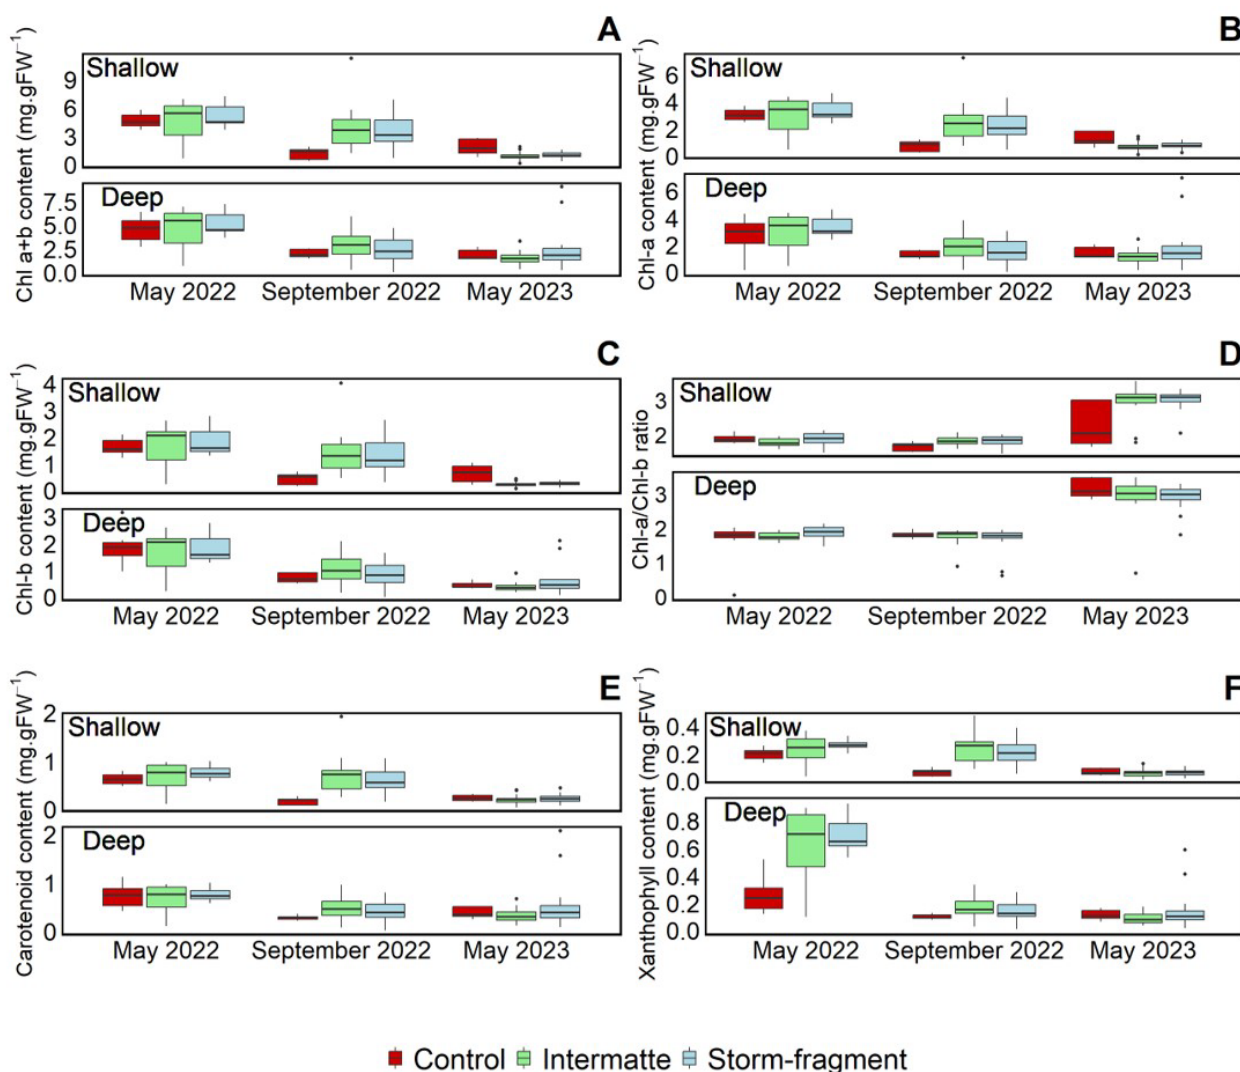 A
Chl a+b content (mg.gFW⁻¹)
Shallow
9
6
3
0
Deep
7.5
5.0
2.5
0.0
May 2022 September 2022 May 2023
B
Chl-a content (mg.gFW⁻¹)
Shallow
6
4
2
0
Deep
6
4
2
0
May 2022 September 2022 May 2023
C
Chl-b content (mg.gFW⁻¹)
Shallow
4
3
2
1
0
Deep
3
2
1
0
May 2022 September 2022 May 2023
D
Chl-a/Chl-b ratio
Shallow
3
2
Deep
3
2
1
0
May 2022 September 2022 May 2023
E
Carotenoid content (mg.gFW⁻¹)
Shallow
2
1
0
Deep
2
1
0
May 2022 September 2022 May 2023
F
Xanthophyll content (mg.gFW⁻¹)
Shallow
0.4
0.2
0.0
Deep
0.8
0.6
0.4
0.2
0.0
May 2022 September 2022 May 2023
Control Intermatte Storm-fragment